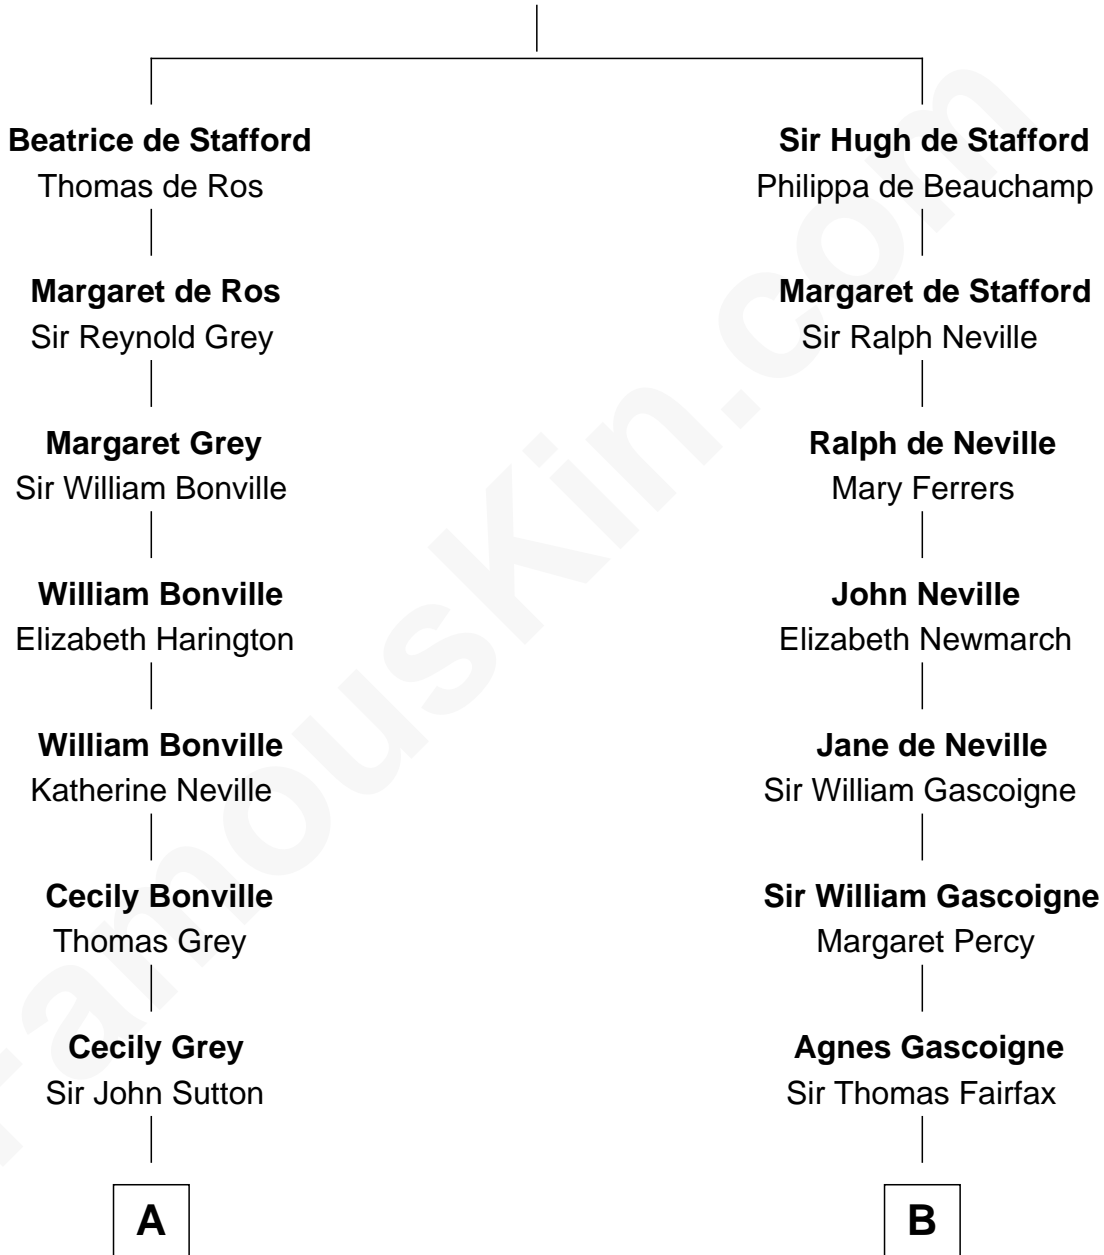 Beatrice de Stafford
Thomas de Ros
Margaret de Ros
Sir Reynold Grey
Margaret Grey
Sir William Bonville
William Bonville
Elizabeth Harington
William Bonville
Katherine Neville
Cecily Bonville
Thomas Grey
Cecily Grey
Sir John Sutton
A
Sir Hugh de Stafford
Philippa de Beauchamp
Margaret de Stafford
Sir Ralph Neville
Ralph de Neville
Mary Ferrers
John Neville
Elizabeth Newmarch
Jane de Neville
Sir William Gascoigne
Sir William Gascoigne
Margaret Percy
Agnes Gascoigne
Sir Thomas Fairfax
B
FamousKin.com